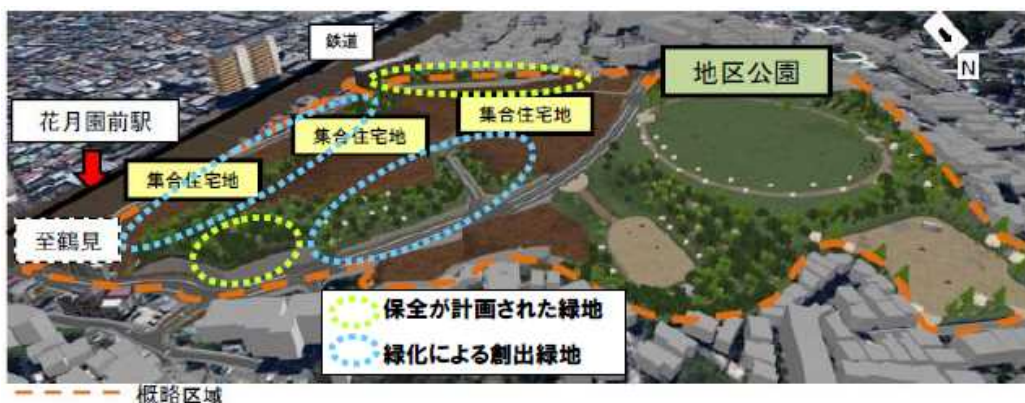 鉄道
地区公園
N
花月園前駅
集合住宅地
集合住宅地
集合住宅地
至鶴見
保全が計画された緑地
緑化による創出緑地
概略区域